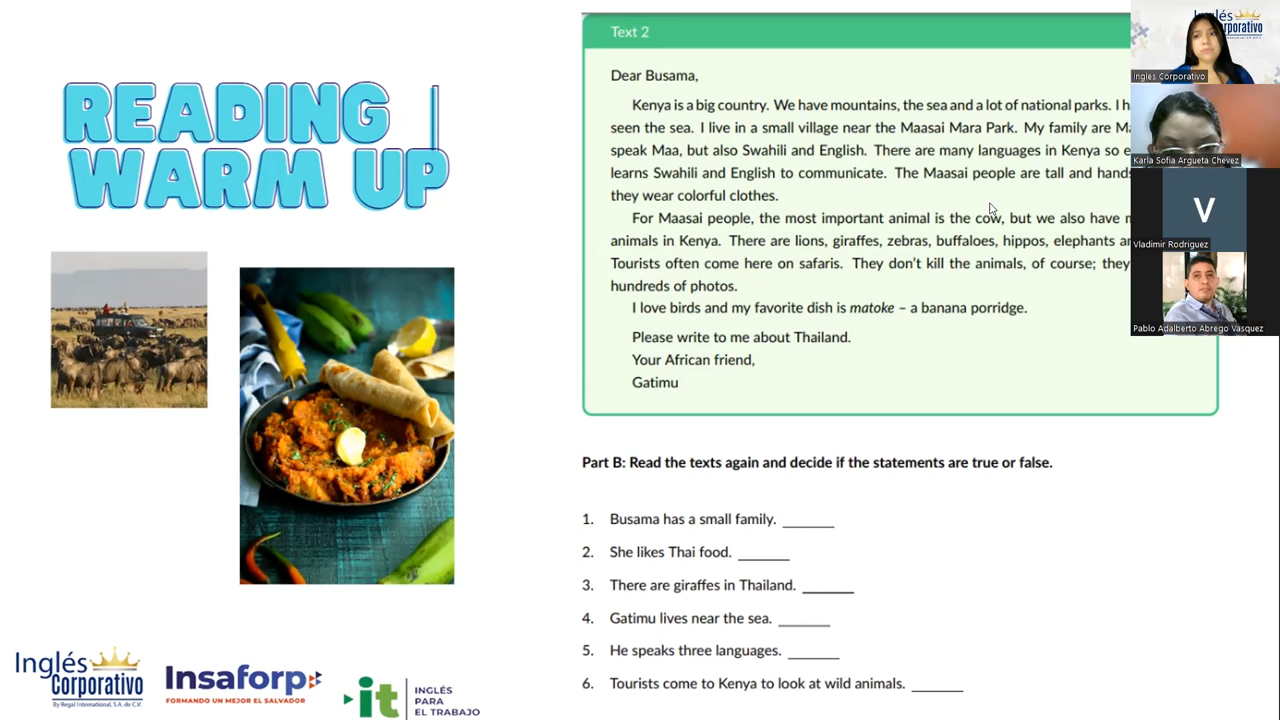 READING
WARM UP
Text 2
Dear Busama,
Kenya is a big country. We have mountains, the sea and a lot of national parks. I
seen the sea. I live in a small village near the Maasai Mara Park. My family are
speak Maa, but also Swahili and English. There are many languages in Kenya so
learns Swahili and English to communicate. The Maasai people are tall and
they wear colorful clothes.
For Maasai people, the most important animal is the cow, but we also have
animals in Kenya. There are lions, giraffes, zebras, buffaloes, hippos, elephants
Tourists often come here on safaris. They don't kill the animals, of course; they
hundreds of photos.
I love birds and my favorite dish is matoke – a banana porridge.
Please write to me about Thailand.
Your African friend,
Gatimu
Part B: Read the texts again and decide if the statements are true or false.
1. Busama has a small family. ______
2. She likes Thai food. ______
3. There are giraffes in Thailand. ______
4. Gatimu lives near the sea. ______
5. He speaks three languages. ______
6. Tourists come to Kenya to look at wild animals. ______
Ingles Corporativo
Karla Sofia Argueta Chevez
V
Vladimir Rodriguez
Pablo Adalberto Abrego Vasquez
Inglés
Corporativo
By Regal International, S.A. de C.V.
Insaforp
FORMANDO UN MEJOR EL SALVADOR
it
INGLÉS
PARA
EL TRABAJO